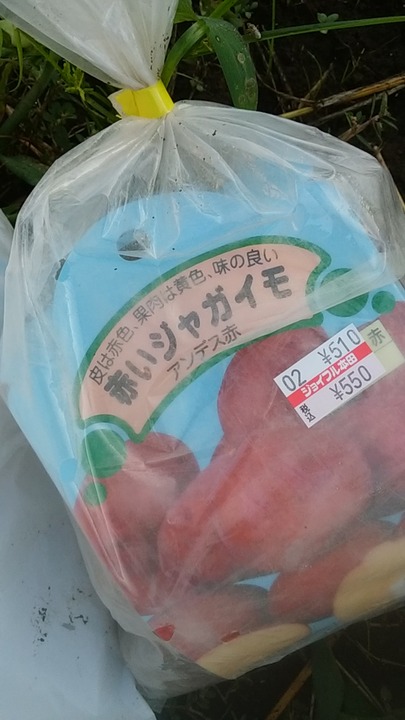 皮は赤色、果肉は黄色、味の良い
赤いジャガイモ
アンデス赤
02 ¥510
ジョイフル本田
税込 ¥550
赤